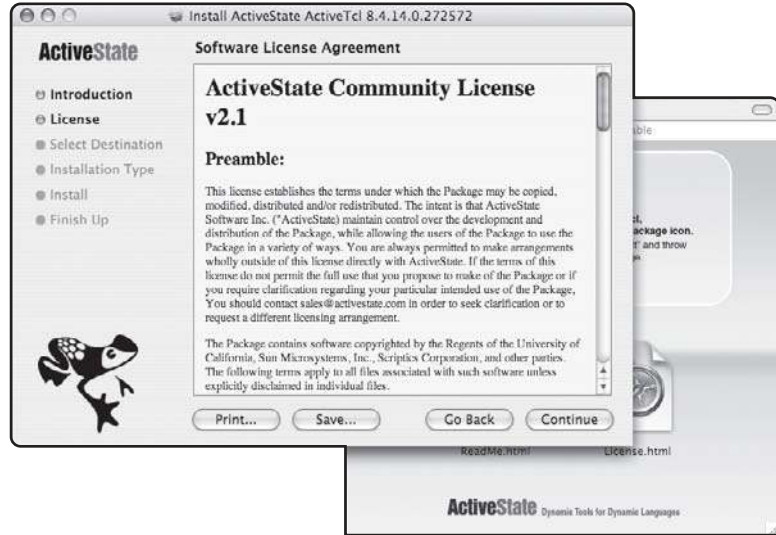 Install ActiveState ActiveTcl 8.4.14.0.272572
ActiveState
Introduction
License
Select Destination
Installation Type
Install
Finish Up
Software License Agreement
ActiveState Community License
v2.1
Preamble:
This license establishes the terms under which the Package may be copied,
modified, distributed and/or redistributed. The intent is that ActiveState
Software Inc. ("ActiveState) maintain control over the development and
distribution of the Package, while allowing the users of the Package to use the
Package in a variety of ways. You are always permitted to make arrangements
wholly outside of this license directly with ActiveState. If the terms of this
license do not permit the full use that you propose to make of the Package or if
you require clarification regarding your particular intended use of the Package,
You should contact sales@activestate.com in order to seek clarification or to
request a different licensing arrangement.
The Package contains software copyrighted by the Regents of the University of
California, Sun Microsystems, Inc., Scriptics Corporation, and other parties.
The following terms apply to all files associated with such software unless
explicitly disclaimed in individual files.
Print...
Save...
Go Back
Continue
ackage icon.
and throw
ReadMe.html
License.html
ActiveState Dynamic Tools for Dynamic Languages